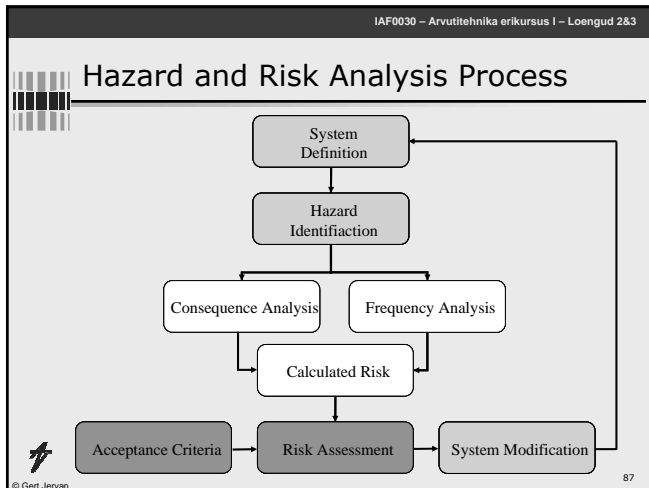 IAF0030 – Arvutitehnika erikursus I – Loengud 2&3
Hazard and Risk Analysis Process
System
Definition
Hazard
Identifiaction
Consequence Analysis
Frequency Analysis
Calculated Risk
Acceptance Criteria
Risk Assessment
System Modification
© Gert Jervan
87